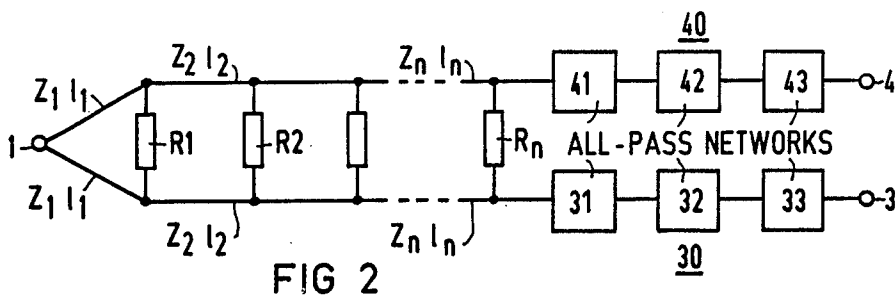 40
Z1 l1
Z2 l2
Zn ln
41
42
43
4
1
R1
R2
Rn
ALL-PASS NETWORKS
Z1 l1
Z2 l2
Zn ln
31
32
33
3
30
FIG 2